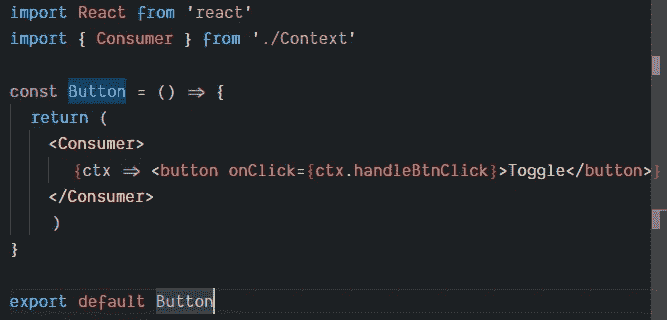 import React from 'react'
import { Consumer } from './Context'
const Button = () => {
return (
<Consumer>
{ctx => <button onClick={ctx.handleBtnClick}>Toggle</button>}
</Consumer>
)
}
export default Button